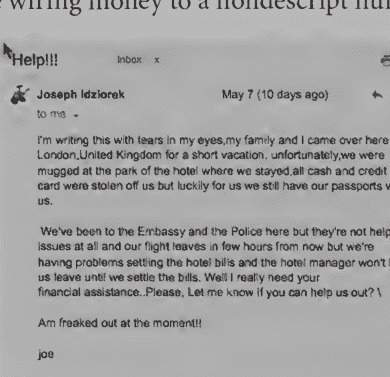 wiring money to a nondescript
Help!!! Inbox x
Joseph Idziorek May 7 (10 days ago)
to me
I'm writing this with tears in my eyes,my family and I came over here
London,United Kingdom for a short vacation. unfortunately,we were
mugged at the park of the hotel where we stayed,all cash and credit
card were stolen off us but luckily for us we still have our passports
us.
We've been to the Embassy and the Police here but they're not
issues at all and our flight leaves in few hours from now but we're
having problems settling the hotel bills and the hotel manager won't
us leave until we settle the bills. Well I really need your
financial assistance..Please, Let me know if you can help us out? \
Am freaked out at the moment!!
joe